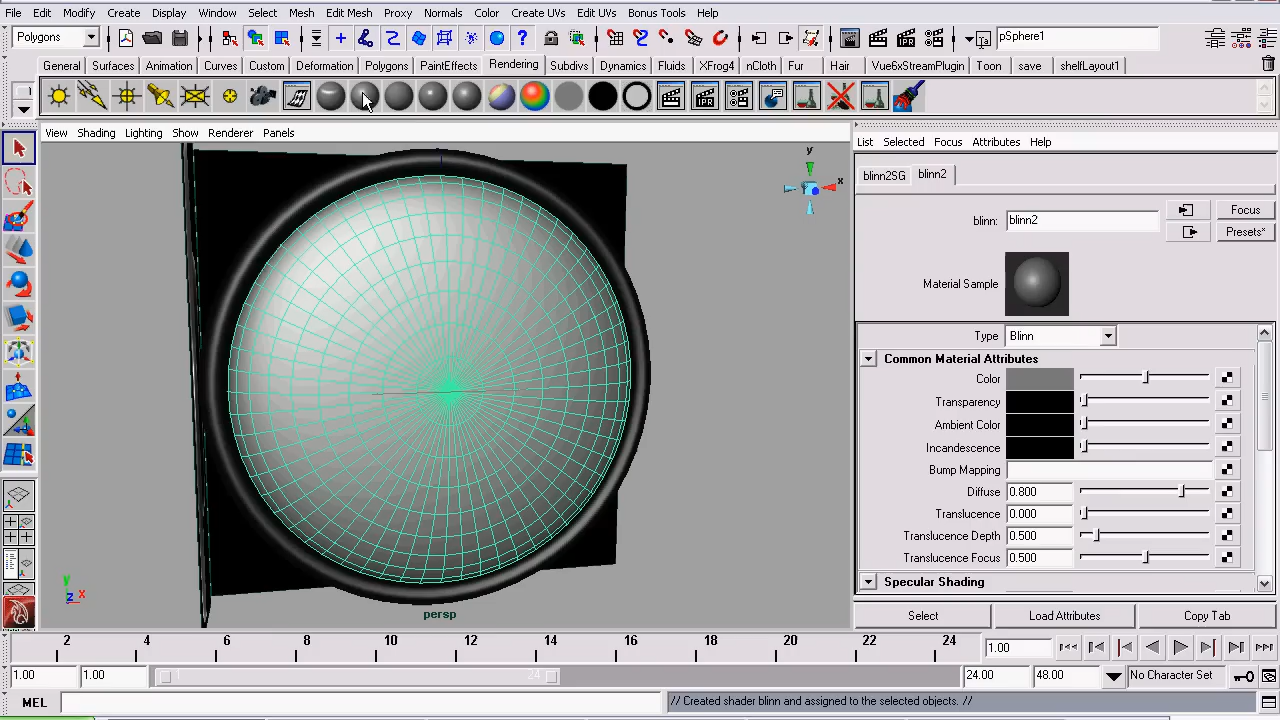 File Edit Modify Create Display Window Select Mesh Edit Mesh Proxy Normals Color Create UVs Edit UVs Bonus Tools Help
Polygons ? pSphere1
General Surfaces Animation Curves Custom Deformation Polygons PaintEffects Rendering Subdivs Dynamics Fluids XFrog4 nCloth Fur Hair Vue6xStreamPlugin Toon save shelfLayout1
IPR
View Shading Lighting Show Renderer Panels
List Selected Focus Attributes Help
y
x
blinn2SG blinn2
blinn: blinn2 Focus
Presets*
Material Sample
Type Blinn
Common Material Attributes
Color
Transparency
Ambient Color
Incandescence
Bump Mapping
Diffuse 0.800
Translucence 0.000
Translucence Depth 0.500
Translucence Focus 0.500
Specular Shading
y
z x
persp
Select Load Attributes Copy Tab
2 4 6 8 10 12 14 16 18 20 22 24 1.00
1.00 1.00 1 24 24.00 48.00 No Character Set
MEL // Created shader blinn and assigned to the selected objects. //